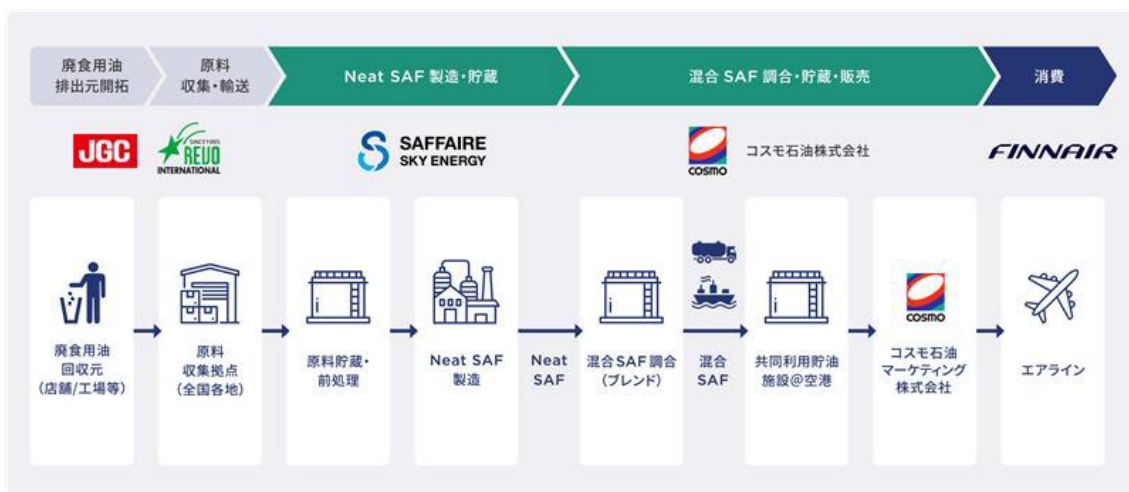 廃食用油
排出元開拓
原料
収集・輸送
Neat SAF 製造・貯蔵
混合 SAF 調合・貯蔵・販売
消費
JGC
SINCE 1995
REVO
INTERNATIONAL
SAFFAIRE
SKY ENERGY
COSMO
コスモ石油株式会社
FINNAIR
廃食用油
回収元
(店舗/工場等)
原料
収集拠点
(全国各地)
原料貯蔵・
前処理
Neat SAF
製造
Neat
SAF
混合SAF調合
(ブレンド)
混合
SAF
共同利用貯油
施設@空港
COSMO
コスモ石油
マーケティング
株式会社
エアライン